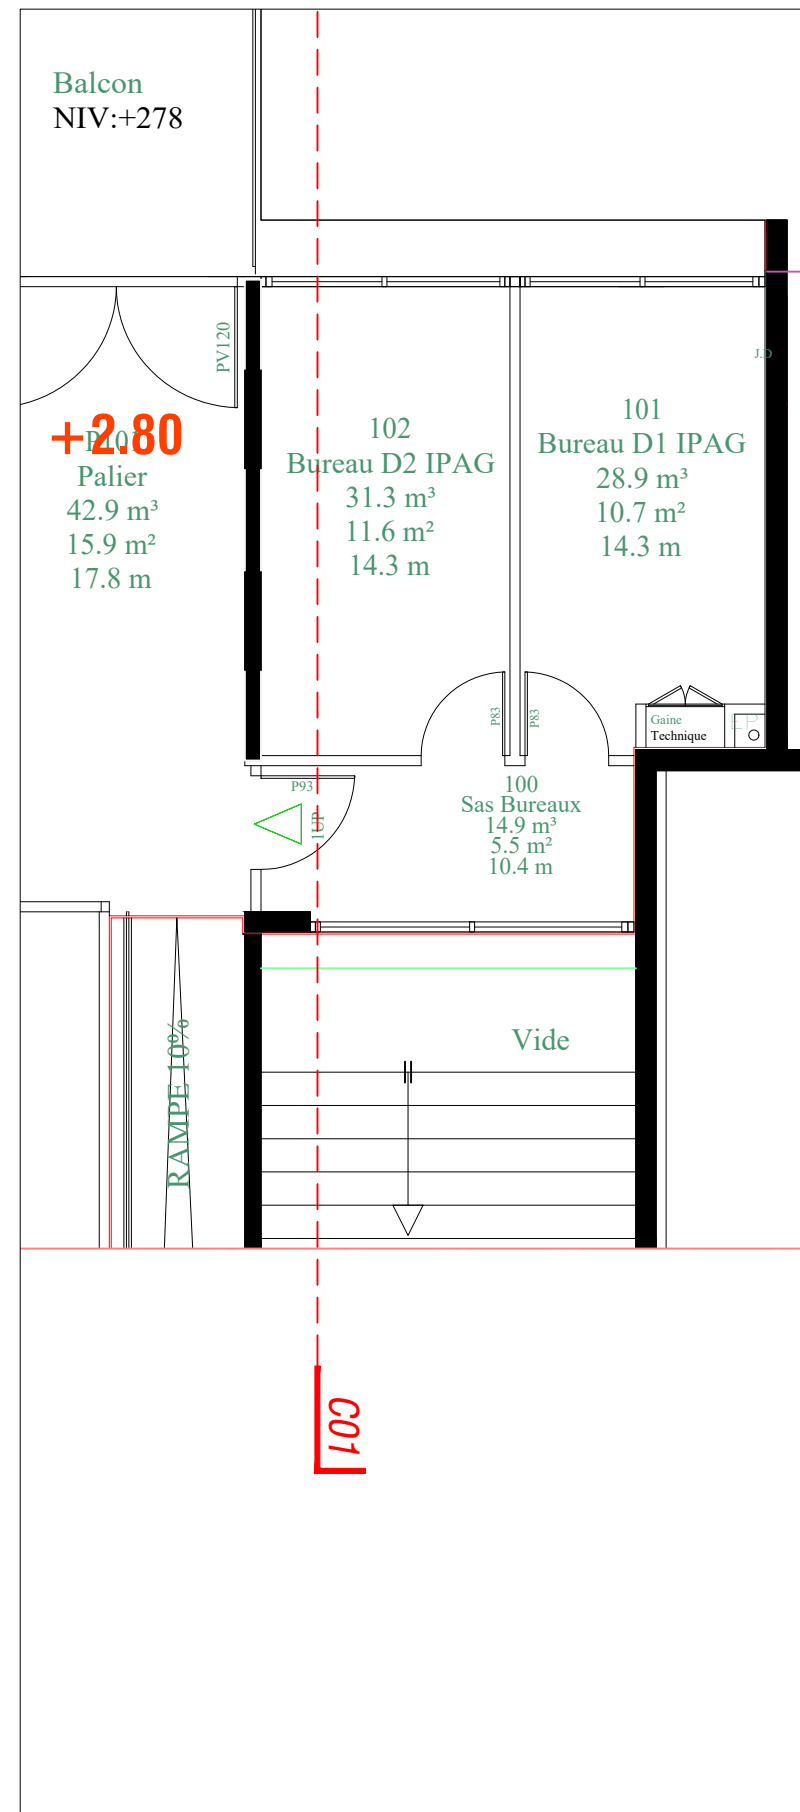 Balcon
NIV:+278
PV120
+2.80
P101
Palier
42.9 m³
15.9 m²
17.8 m
102
Bureau D2 IPAG
31.3 m³
11.6 m²
14.3 m
J.D
101
Bureau D1 IPAG
28.9 m³
10.7 m²
14.3 m
P83
P83
Gaine
Technique
EP
P93
1UP
100
Sas Bureaux
14.9 m³
5.5 m²
10.4 m
RAMPE 10%
Vide
C01